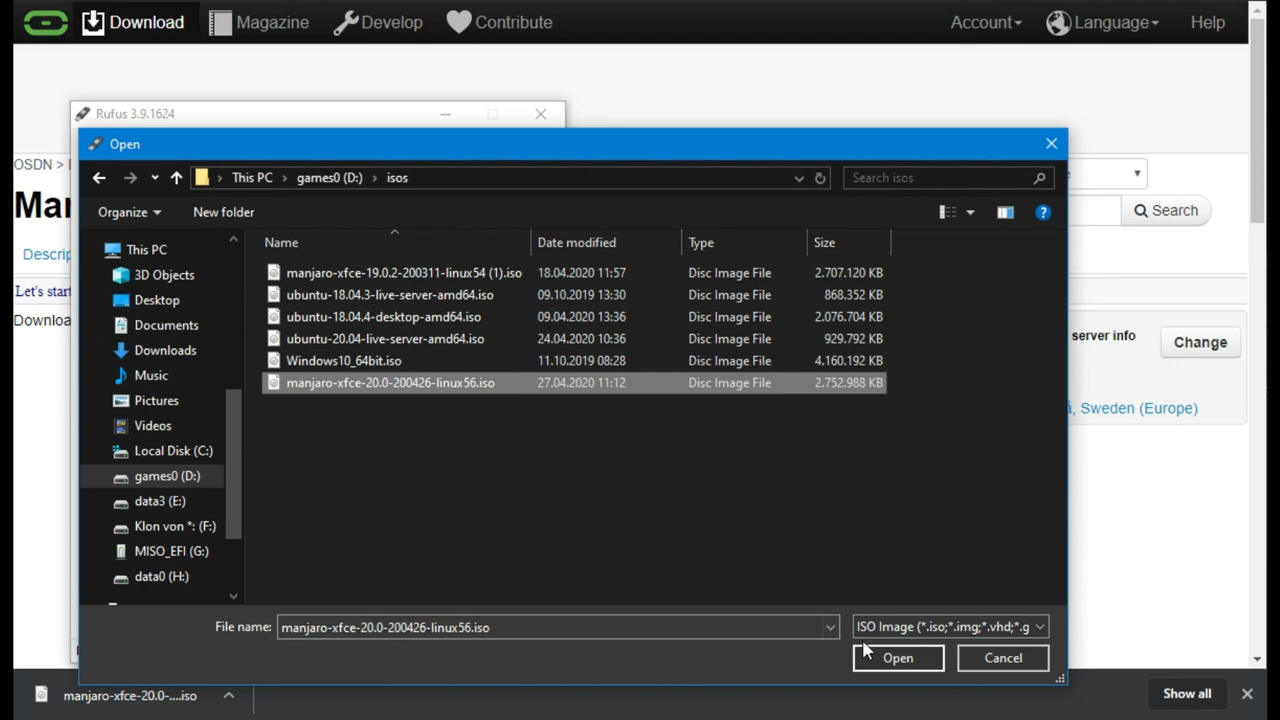 Download Magazine Develop Contribute Account Language Help
Rufus 3.9.1624
Open
OSDN >
This PC > games0 (D:) > isos
Search isos
Organize New folder
Search
Name Date modified Type Size
This PC
3D Objects
Desktop
Documents
Downloads
Music
Pictures
Videos
Local Disk (C:)
games0 (D:)
data3 (E:)
Klon von *: (F:)
MISO_EFI (G:)
data0 (H:)
manjaro-xfce-19.0.2-200311-linux54 (1).iso 18.04.2020 11:57 Disc Image File 2.707.120 KB
ubuntu-18.04.3-live-server-amd64.iso 09.10.2019 13:30 Disc Image File 868.352 KB
ubuntu-18.04.4-desktop-amd64.iso 09.04.2020 13:36 Disc Image File 2.076.704 KB
ubuntu-20.04-live-server-amd64.iso 24.04.2020 10:36 Disc Image File 929.792 KB
Windows10_64bit.iso 11.10.2019 08:28 Disc Image File 4.160.192 KB
manjaro-xfce-20.0-200426-linux56.iso 27.04.2020 11:12 Disc Image File 2.752.988 KB
Let's start
server info
Change
, Sweden (Europe)
File name: manjaro-xfce-20.0-200426-linux56.iso
ISO Image (*.iso;*.img;*.vhd;*.g
Open Cancel
manjaro-xfce-20.0-....iso
Show all